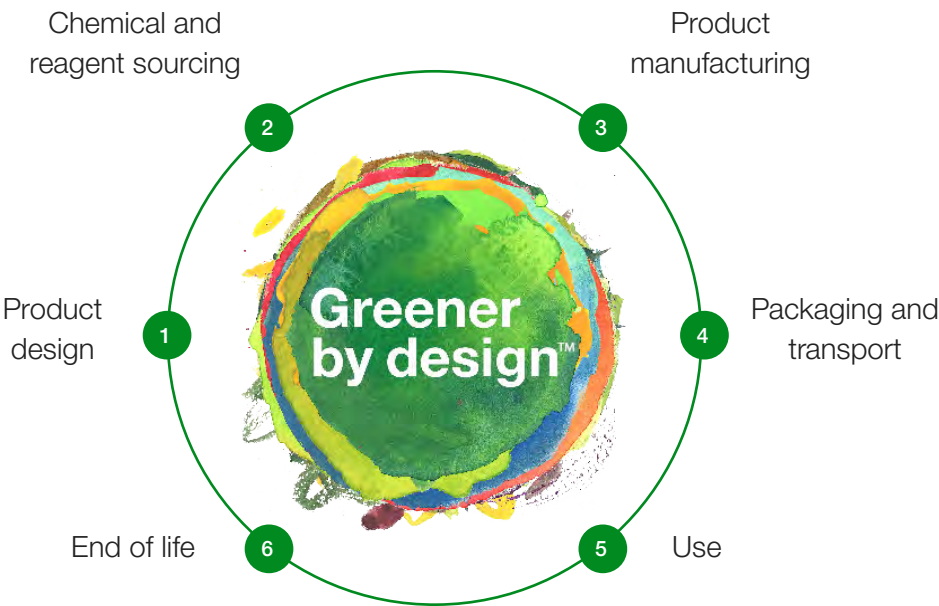 Chemical and
reagent sourcing
Product
manufacturing
2
3
Greener
by design™
Product
design
1
4
Packaging and
transport
End of life
6
5
Use